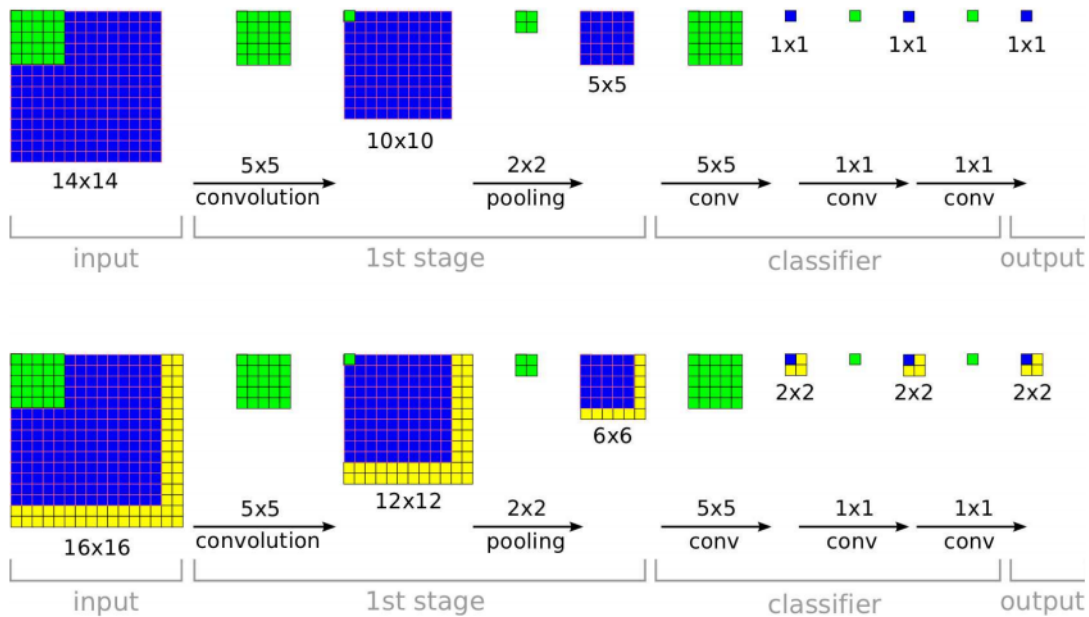 1x1 1x1 1x1
5x5
10x10
14x14
5x5 2x2 5x5 1x1 1x1
convolution pooling conv conv conv
input 1st stage classifier output
2x2 2x2 2x2
6x6
12x12
16x16
5x5 2x2 5x5 1x1 1x1
convolution pooling conv conv conv
input 1st stage classifier output